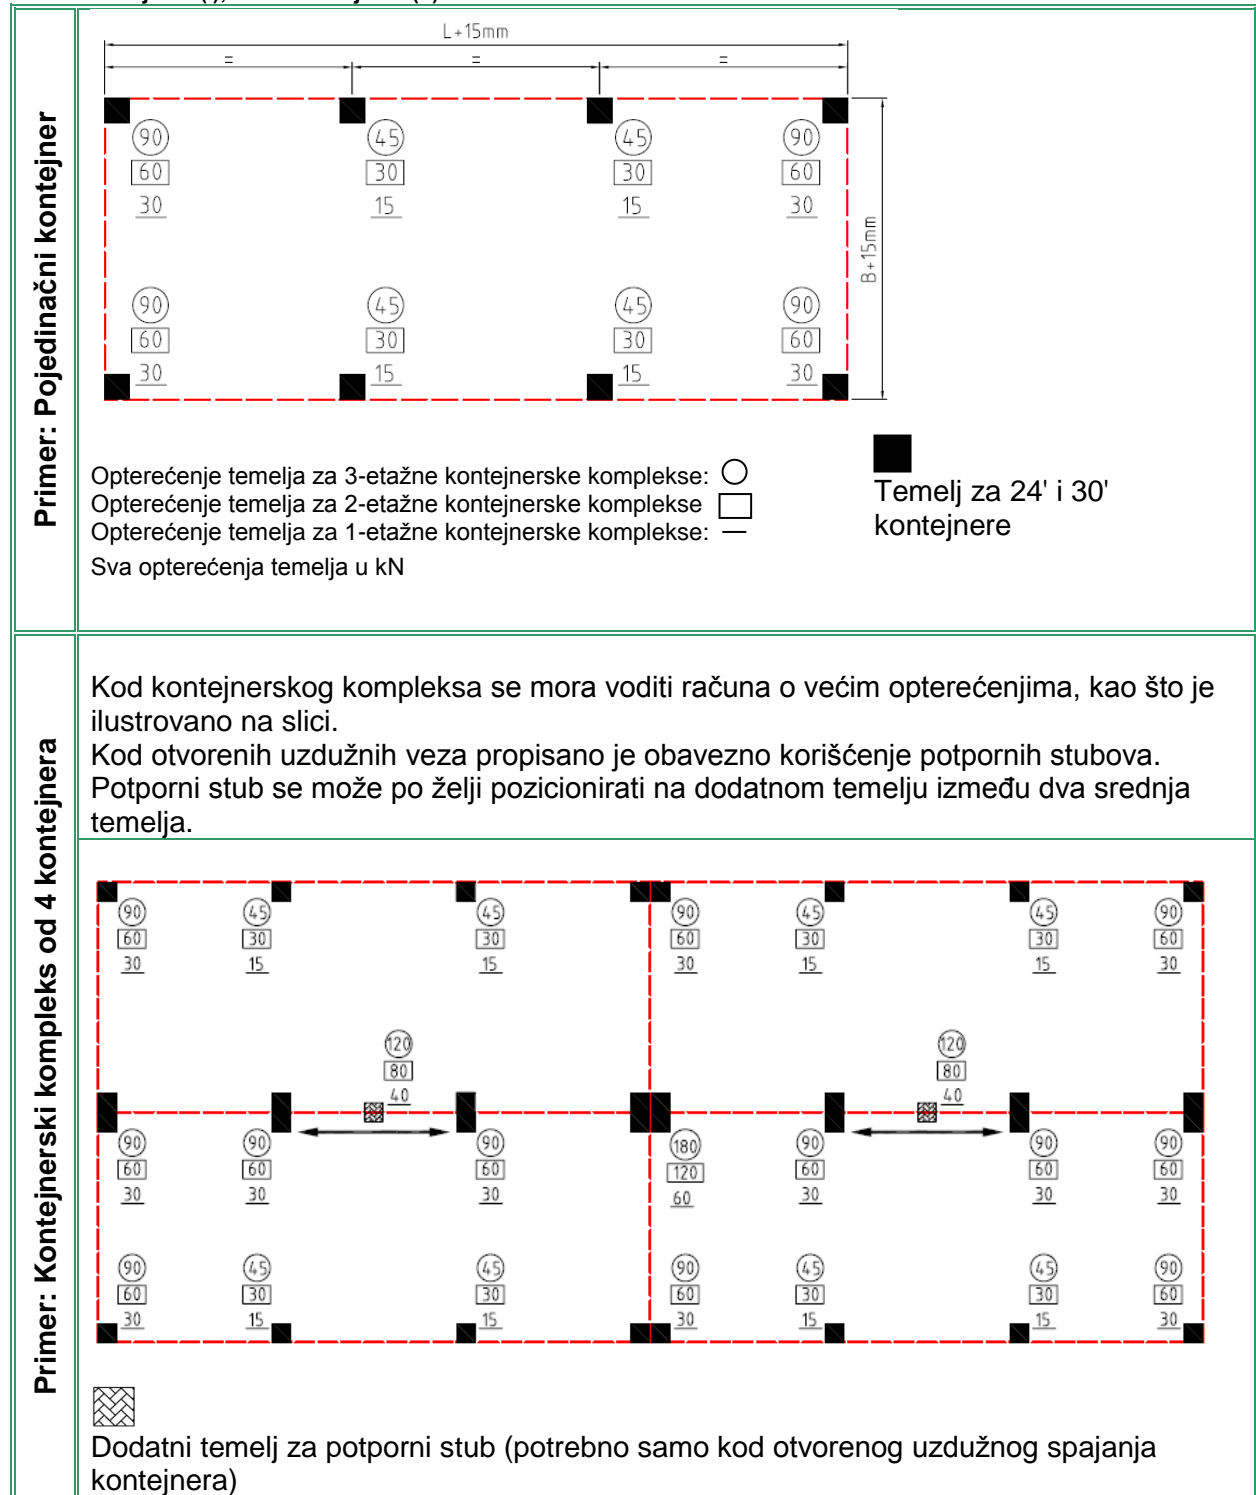 L+15mm
= = =
Primer: Pojedinačni kontejner
90 45 45 90
60 30 30 60
30 15 15 30
B+15mm
90 45 45 90
60 30 30 60
30 15 15 30
Opterećenje temelja za 3-etažne kontejnerske komplekse:
Opterećenje temelja za 2-etažne kontejnerske komplekse
Opterećenje temelja za 1-etažne kontejnerske komplekse:
Sva opterećenja temelja u kN
Temelj za 24' i 30'
kontejnere
Primer: Kontejnerski kompleks od 4 kontejnera
Kod kontejnerskog kompleksa se mora voditi računa o većim opterećenjima, kao što je
ilustrovano na slici.
Kod otvorenih uzdužnih veza propisano je obavezno korišćenje potpornih stubova.
Potporni stub se može po želji pozicionirati na dodatnom temelju između dva srednja
temelja.
90 45 45 90 45 45 90
60 30 30 60 30 30 60
30 15 15 30 15 15 30
120 120
80 80
40 40
90 90 90 180 90 90 90
60 60 60 120 60 60 60
30 30 30 60 30 30 30
90 45 45 90 45 45 90
60 30 30 60 30 30 60
30 15 15 30 15 15 30
Dodatni temelj za potporni stub (potrebno samo kod otvorenog uzdužnog spajanja
kontejnera)